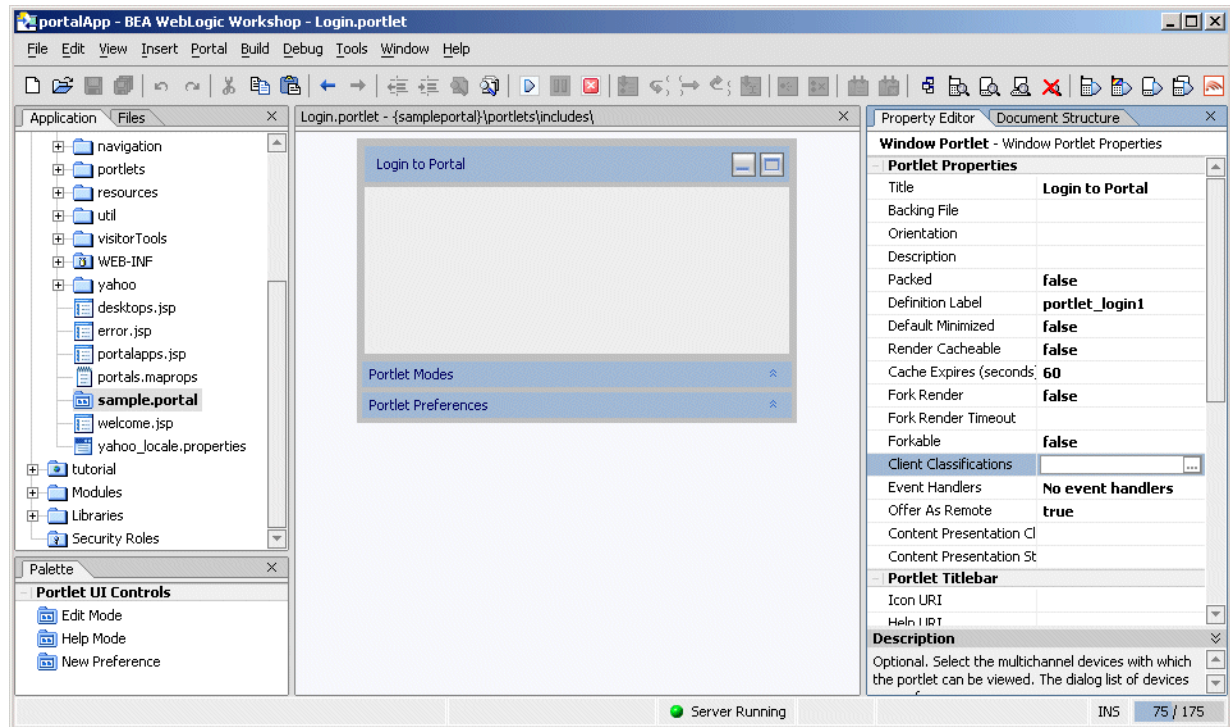 portalApp - BEA WebLogic Workshop - Login.portlet
File Edit View Insert Portal Build Debug Tools Window Help
Application Files
navigation
portlets
resources
util
visitorTools
WEB-INF
yahoo
desktops.jsp
error.jsp
portalapps.jsp
portals.maprops
sample.portal
welcome.jsp
yahoo_locale.properties
tutorial
Modules
Libraries
Security Roles
Palette
Portlet UI Controls
Edit Mode
Help Mode
New Preference
Login.portlet - {sampleportal}\portlets\includes\
Login to Portal
Portlet Modes
Portlet Preferences
Property Editor Document Structure
Window Portlet - Window Portlet Properties
Portlet Properties
Title Login to Portal
Backing File
Orientation
Description
Packed false
Definition Label portlet_login1
Default Minimized false
Render Cacheable false
Cache Expires (seconds) 60
Fork Render false
Fork Render Timeout
Forkable false
Client Classifications ...
Event Handlers No event handlers
Offer As Remote true
Content Presentation Cl
Content Presentation St
Portlet Titlebar
Icon URI
Help URI
Description
Optional. Select the multichannel devices with which
the portlet can be viewed. The dialog list of devices
Server Running
INS 75 / 175